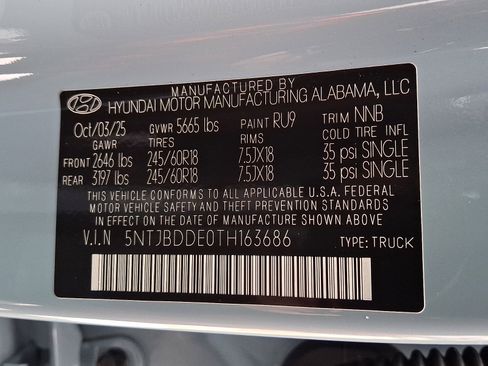 MANUFACTURED BY
HYUNDAI MOTOR MANUFACTURING ALABAMA, LLC
Oct/03/25 GVWR 5665 lbs PAINT RU9 TRIM NNB
GAWR TIRES RIMS COLD TIRE INFL
FRONT 2646 lbs 245/60R18 7.5JX18 35 psi SINGLE
REAR 3197 lbs 245/60R18 7.5JX18 35 psi SINGLE
THIS VEHICLE CONFORMS TO ALL APPLICABLE U.S.A. FEDERAL
MOTOR VEHICLE SAFETY AND THEFT PREVENTION STANDARDS
IN EFFECT ON THE DATE OF MANUFACTURE SHOWN ABOVE.
V.I.N 5NTJBDDE0TH163686 TYPE: TRUCK